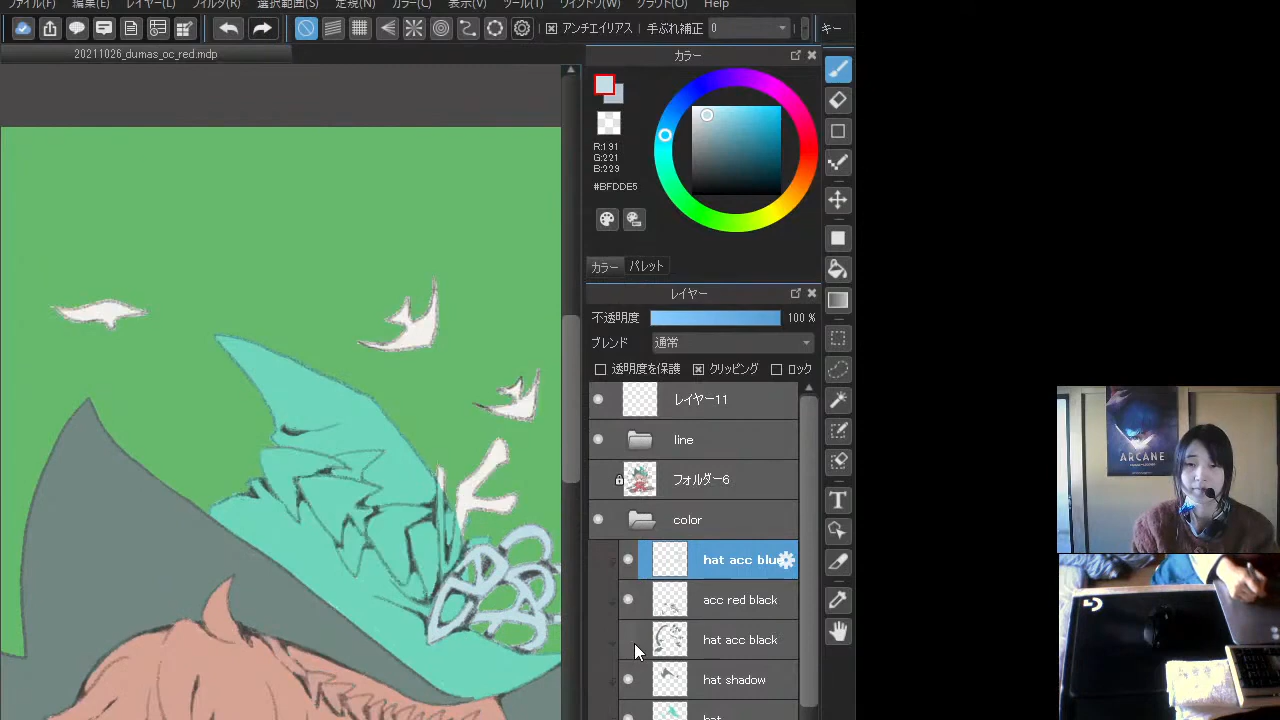 ファイル(F) 編集(E) レイヤー(L) フィルタ(R) 選択範囲(S) 定規(N) カラー(C) 表示(V) ツール(T) ウインドウ(W) クラウド(O) Help
アンチエイリアス 手ぶれ補正 0 キー
20211026_dumas_oc_red.mdp
カラー
R:191
G:221
B:229
#BFDDE5
カラー パレット
レイヤー
不透明度 100 %
ブレンド 通常
透明度を保護 クリッピング ロック
レイヤー11
line
フォルダー6
color
hat acc blu
acc red black
hat acc black
hat shadow
hat
ARCANE